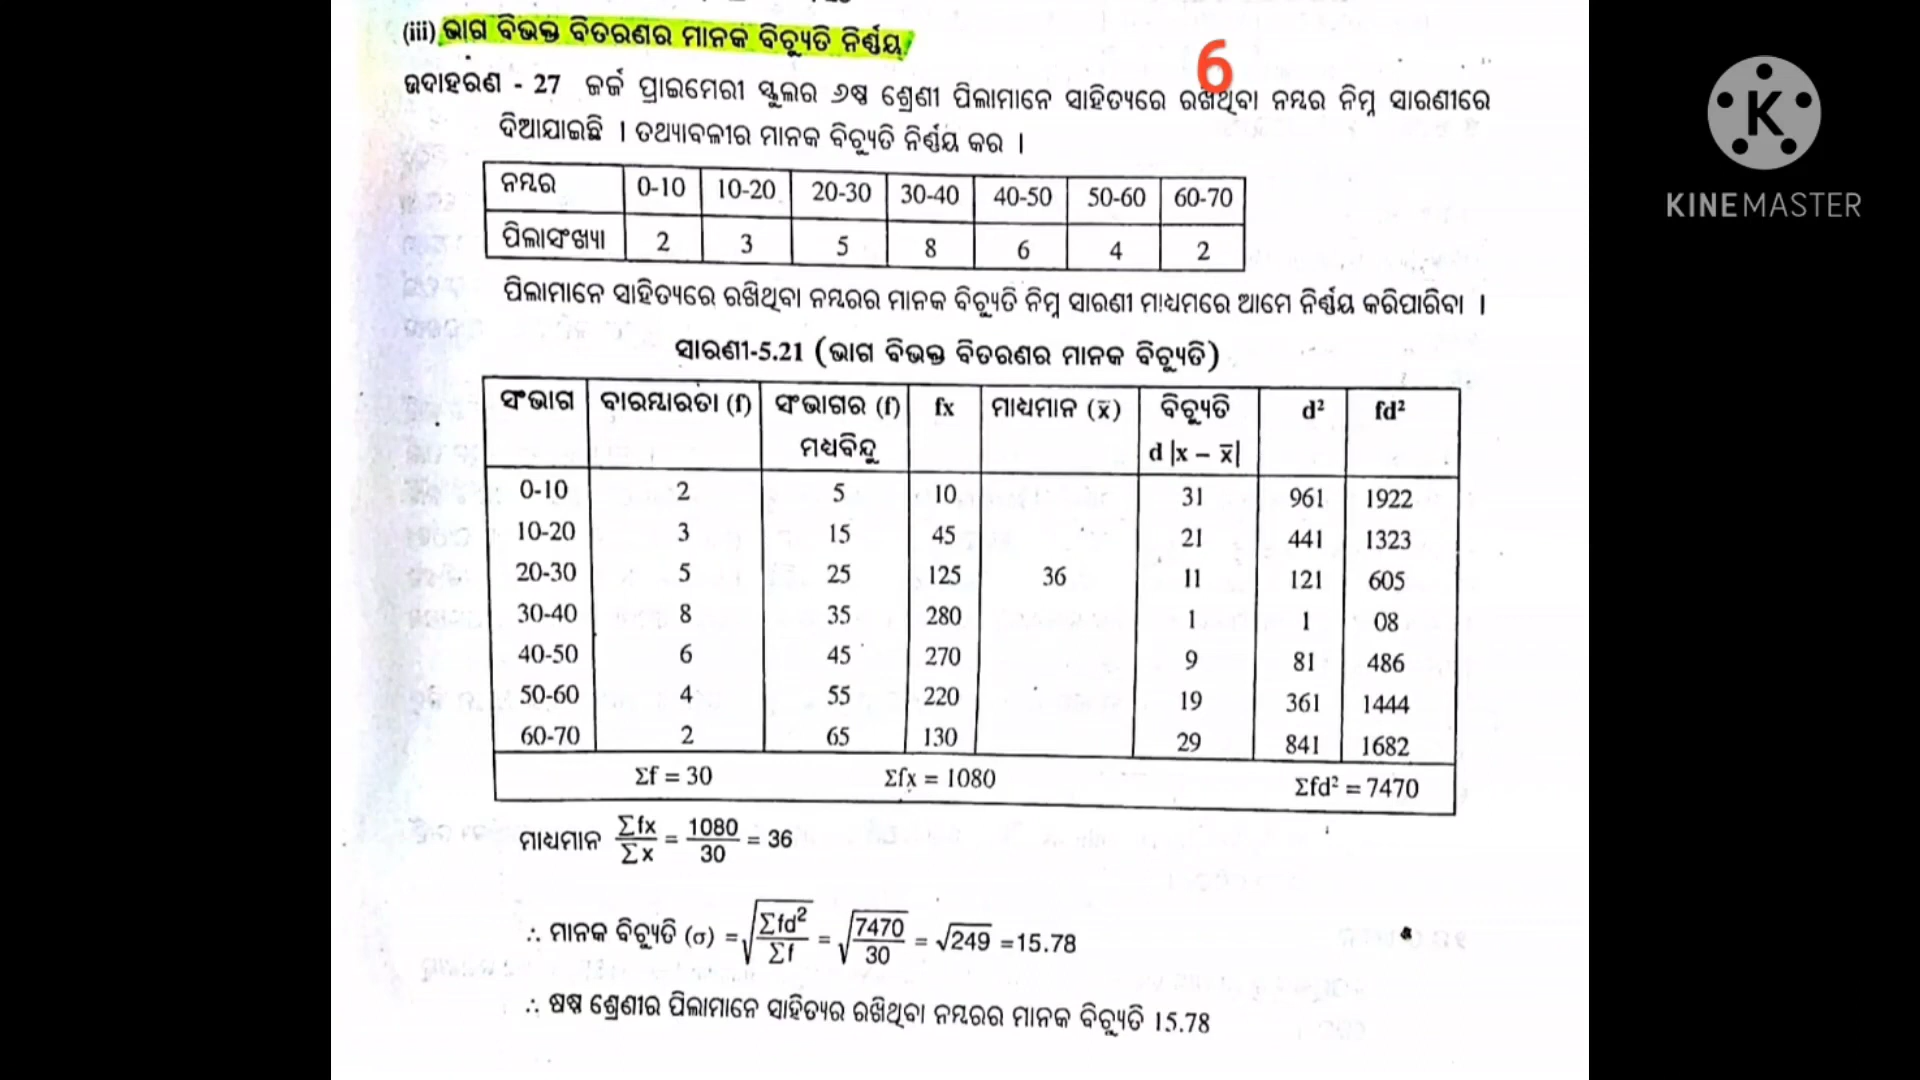 (iii) ଭାଗ ବିଭକ୍ତ ବିତରଣର ମାନକ ବିଚ୍ୟୁତି ନିର୍ଣ୍ଣୟ
6
ଉଦାହରଣ - 27 ଜର୍ଜ ପ୍ରାଇମେରୀ ସ୍କୁଲର ୬ଷ୍ଠ ଶ୍ରେଣୀ ପିଲାମାନେ ସାହିତ୍ୟରେ ରଖିଥିବା ନମ୍ବର ନିମ୍ନ ସାରଣୀରେ
ଦିଆଯାଇଛି । ତଥ୍ୟାବଳୀର ମାନକ ବିଚ୍ୟୁତି ନିର୍ଣ୍ଣୟ କର ।
ନମ୍ବର 0-10 10-20 20-30 30-40 40-50 50-60 60-70
ପିଲାସଂଖ୍ୟା 2 3 5 8 6 4 2
ପିଲାମାନେ ସାହିତ୍ୟରେ ରଖିଥିବା ନମ୍ବରର ମାନକ ବିଚ୍ୟୁତି ନିମ୍ନ ସାରଣୀ ମାଧ୍ୟମରେ ଆମେ ନିର୍ଣ୍ଣୟ କରିପାରିବା ।
ସାରଣୀ-5.21 (ଭାଗ ବିଭକ୍ତ ବିତରଣର ମାନକ ବିଚ୍ୟୁତି)
ସଂଭାଗ ବାରମ୍ବାରତା (f) ସଂଭାଗର (f) fx ମାଧ୍ୟମାନ (x̄) ବିଚ୍ୟୁତି d² fd²
ମଧ୍ୟବିନ୍ଦୁ d |x – x̄|
0-10 2 5 10 31 961 1922
10-20 3 15 45 21 441 1323
20-30 5 25 125 36 11 121 605
30-40 8 35 280 1 1 08
40-50 6 45 270 9 81 486
50-60 4 55 220 19 361 1444
60-70 2 65 130 29 841 1682
Σf = 30 Σfx = 1080 Σfd² = 7470
ମାଧ୍ୟମାନ Σfx/Σx = 1080/30 = 36
∴ ମାନକ ବିଚ୍ୟୁତି (σ) = √(Σfd²/Σf) = √(7470/30) = √249 =15.78
∴ ଷଷ୍ଠ ଶ୍ରେଣୀର ପିଲାମାନେ ସାହିତ୍ୟର ରଖିଥିବା ନମ୍ବରର ମାନକ ବିଚ୍ୟୁତି 15.78
K
KINEMASTER